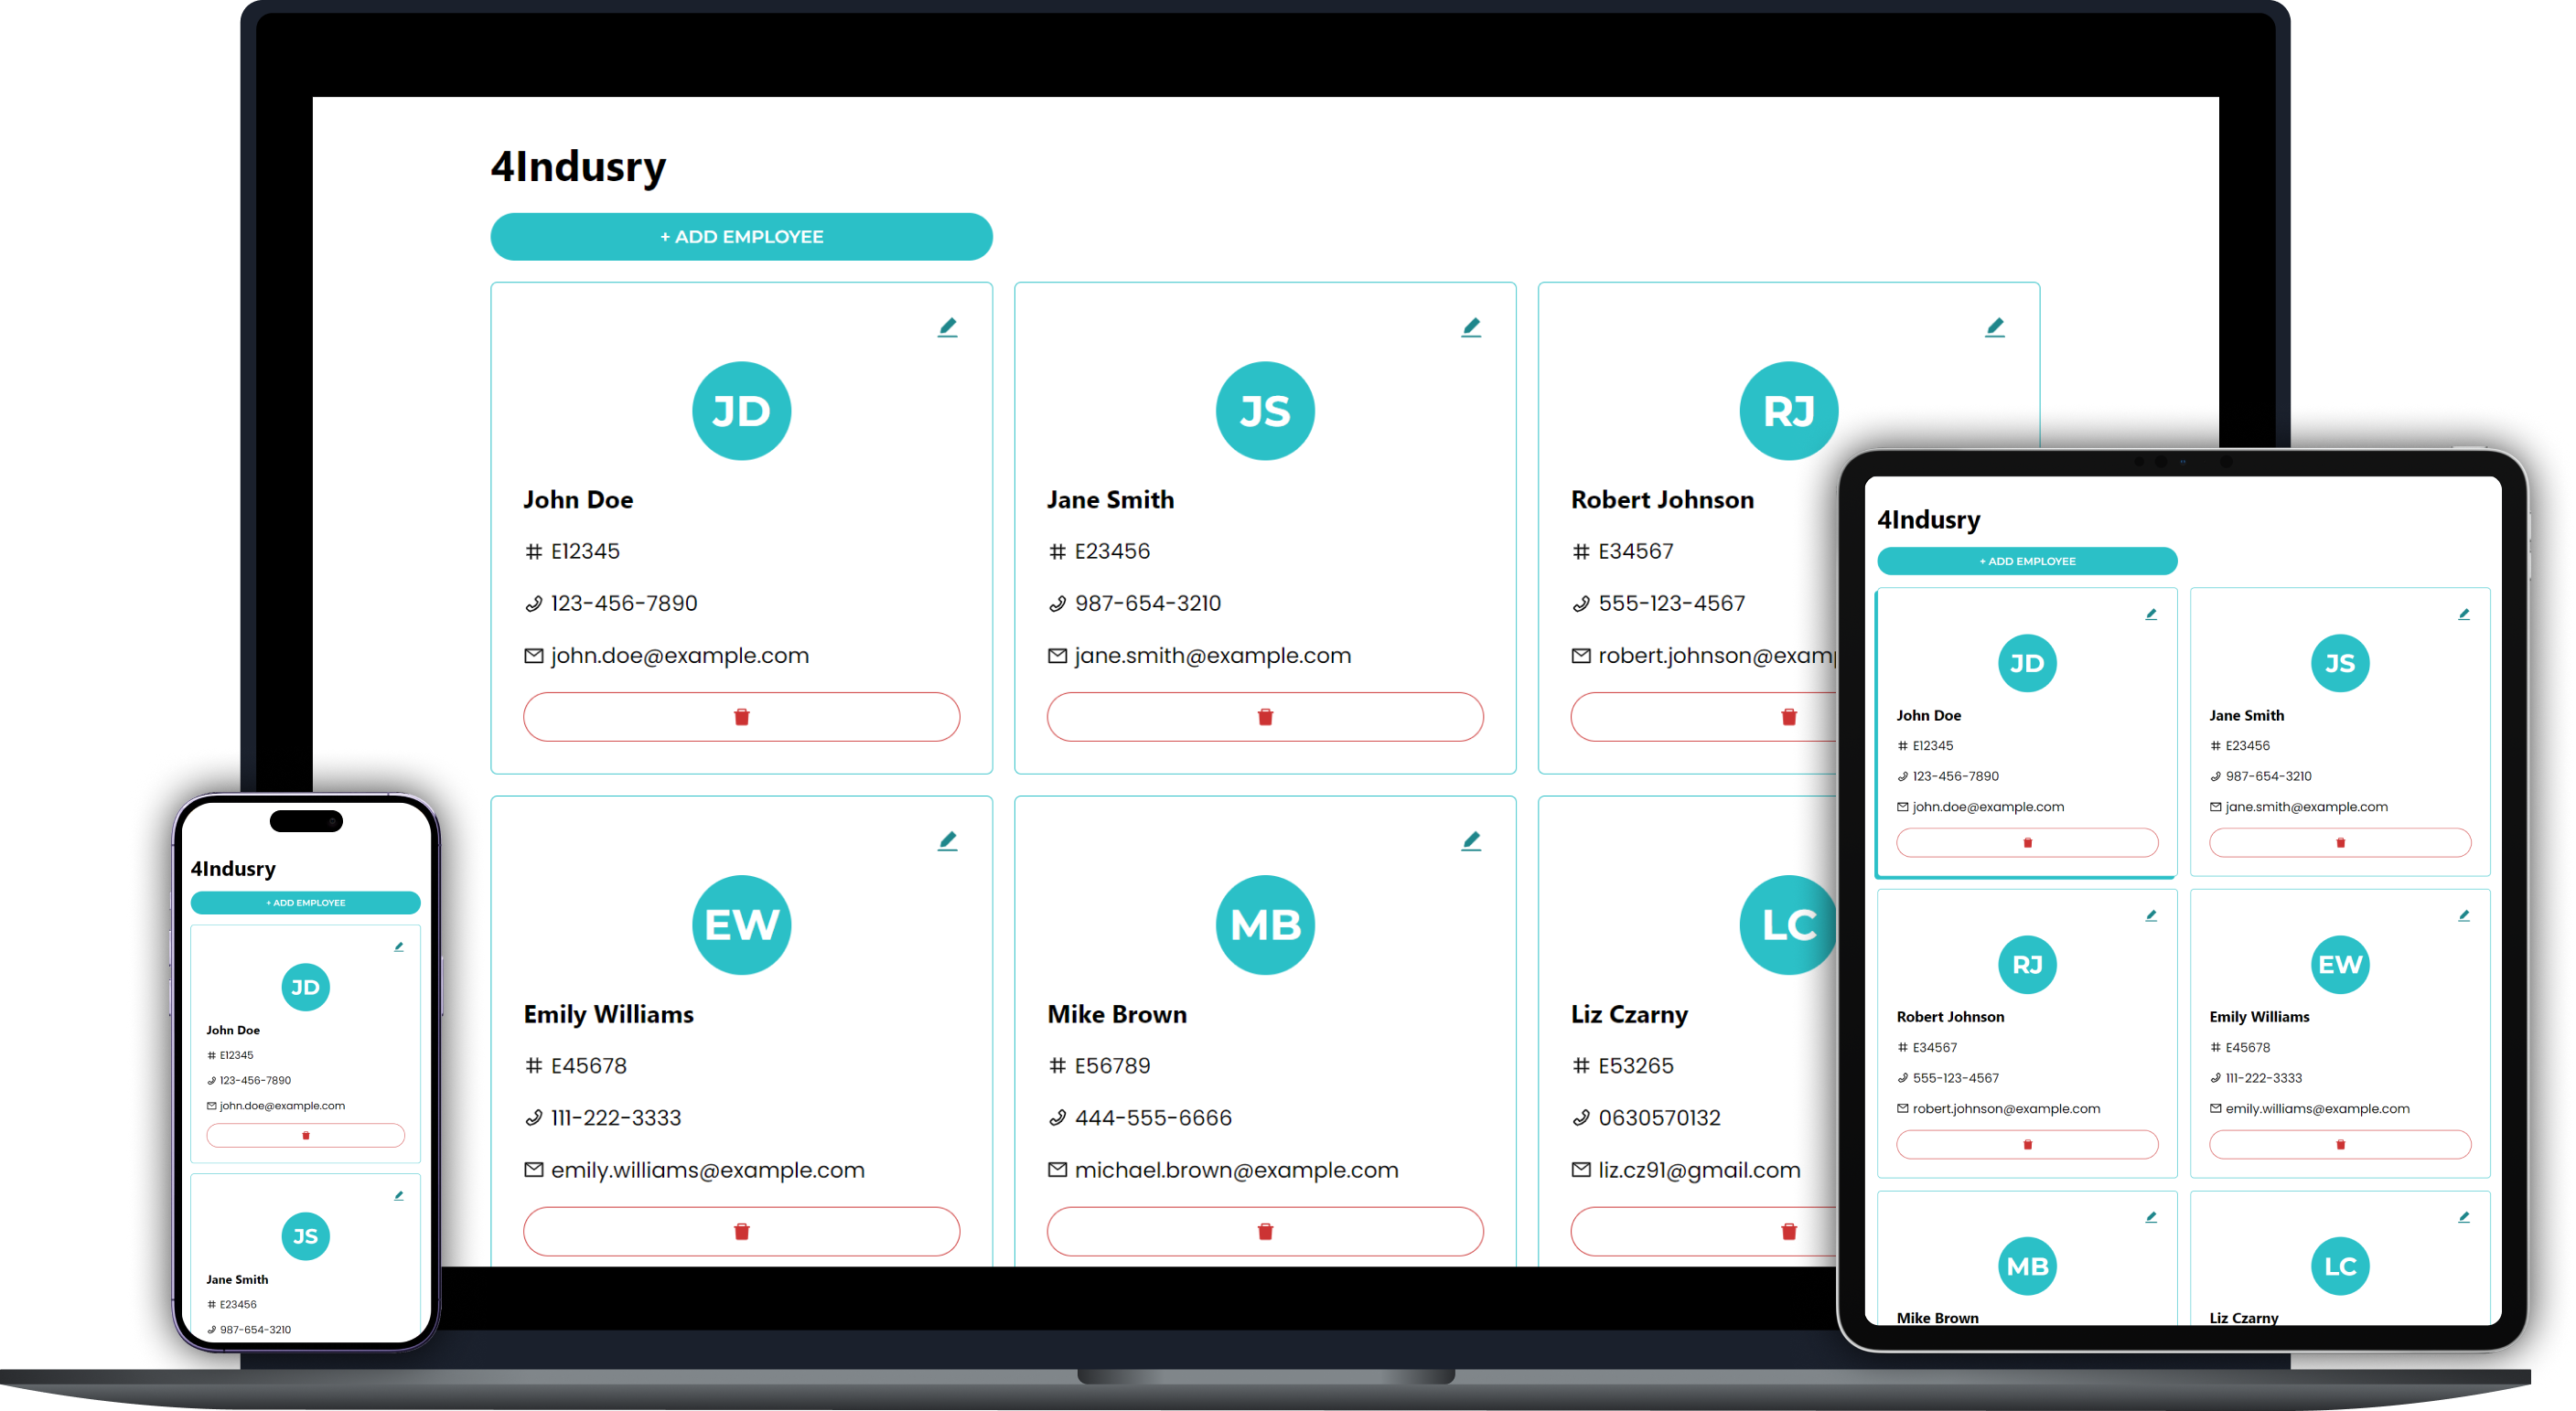 4Indusry
+ ADD EMPLOYEE
JD
John Doe
# E12345
123-456-7890
john.doe@example.com
JS
Jane Smith
# E23456
987-654-3210
jane.smith@example.com
RJ
Robert Johnson
# E34567
555-123-4567
robert.johnson@examp
EW
Emily Williams
# E45678
111-222-3333
emily.williams@example.com
MB
Mike Brown
# E56789
444-555-6666
michael.brown@example.com
LC
Liz Czarny
# E53265
0630570132
liz.cz91@gmail.com
4Indusry
+ ADD EMPLOYEE
JD
John Doe
# E12345
123-456-7890
john.doe@example.com
JS
Jane Smith
# E23456
987-654-3210
4Indusry
+ ADD EMPLOYEE
JD
John Doe
# E12345
123-456-7890
john.doe@example.com
JS
Jane Smith
# E23456
987-654-3210
jane.smith@example.com
RJ
Robert Johnson
# E34567
555-123-4567
robert.johnson@example.com
EW
Emily Williams
# E45678
111-222-3333
emily.williams@example.com
MB
Mike Brown
LC
Liz Czarny